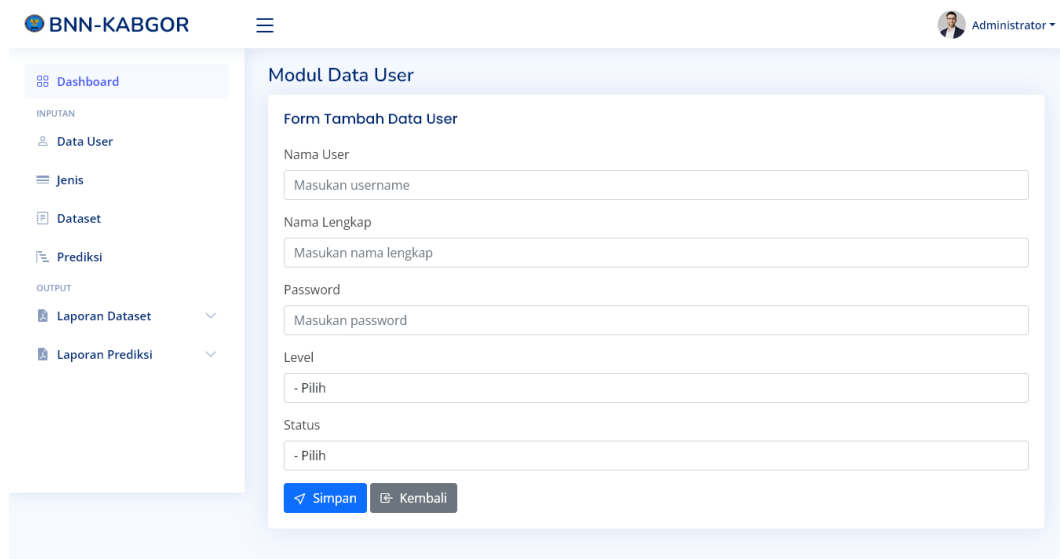 BNN-KABGOR
Administrator
Dashboard
INPUTAN
Data User
Jenis
Dataset
Prediksi
OUTPUT
Laporan Dataset
Laporan Prediksi
Modul Data User
Form Tambah Data User
Nama User
Masukan username
Nama Lengkap
Masukan nama lengkap
Password
Masukan password
Level
- Pilih
Status
- Pilih
Simpan Kembali